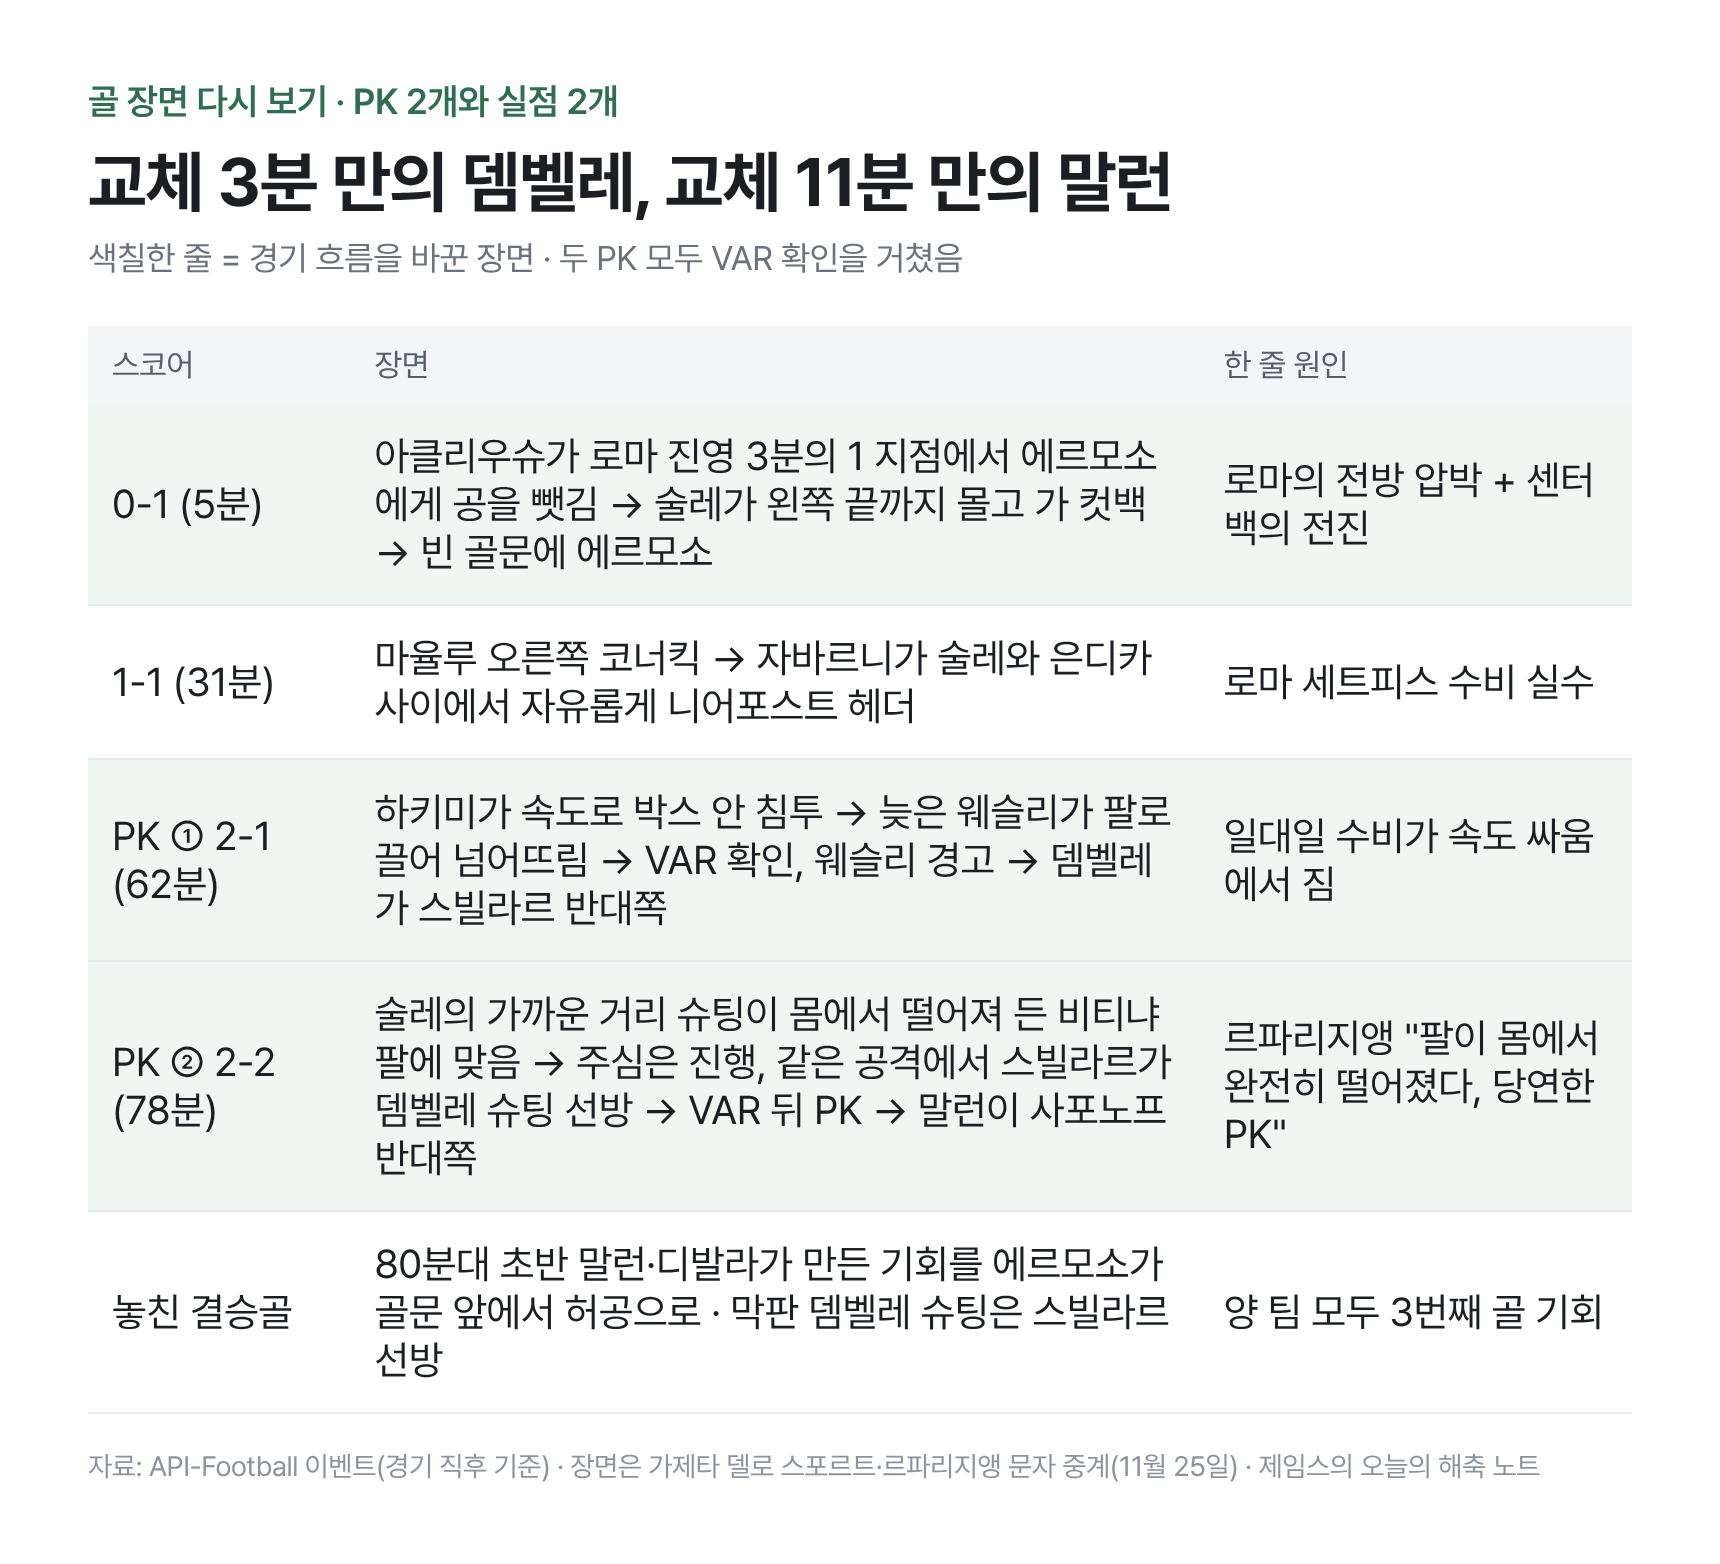 골 장면 다시 보기 · PK 2개와 실점 2개
교체 3분 만의 뎀벨레, 교체 11분 만의 말런
색칠한 줄 = 경기 흐름을 바꾼 장면 · 두 PK 모두 VAR 확인을 거쳤음
스코어
장면
한 줄 원인
0-1 (5분)
아클리우슈가 로마 진영 3분의 1 지점에서 에르모소
에게 공을 뺏김 → 술레가 왼쪽 끝까지 몰고 가 컷백
→ 빈 골문에 에르모소
로마의 전방 압박 + 센터
백의 전진
1-1 (31분)
마율루 오른쪽 코너킥 → 자바르니가 술레와 은디카
사이에서 자유롭게 니어포스트 헤더
로마 세트피스 수비 실수
PK ① 2-1
(62분)
하키미가 속도로 박스 안 침투 → 늦은 웨슬리가 팔로
끌어 넘어뜨림 → VAR 확인, 웨슬리 경고 → 뎀벨레
가 스빌라르 반대쪽
일대일 수비가 속도 싸움
에서 짐
PK ② 2-2
(78분)
술레의 가까운 거리 슈팅이 몸에서 떨어져 든 비티냐
팔에 맞음 → 주심은 진행, 같은 공격에서 스빌라르가
뎀벨레 슈팅 선방 → VAR 뒤 PK → 말런이 사포노프
반대쪽
르파리지앵 "팔이 몸에서
완전히 떨어졌다, 당연한
PK"
놓친 결승골
80분대 초반 말런·디발라가 만든 기회를 에르모소가
골문 앞에서 허공으로 · 막판 뎀벨레 슈팅은 스빌라르
선방
양 팀 모두 3번째 골 기회
자료: API-Football 이벤트(경기 직후 기준) · 장면은 가제타 델로 스포르트·르파리지앵 문자 중계(11월 25일) · 제임스의 오늘의 해축 노트